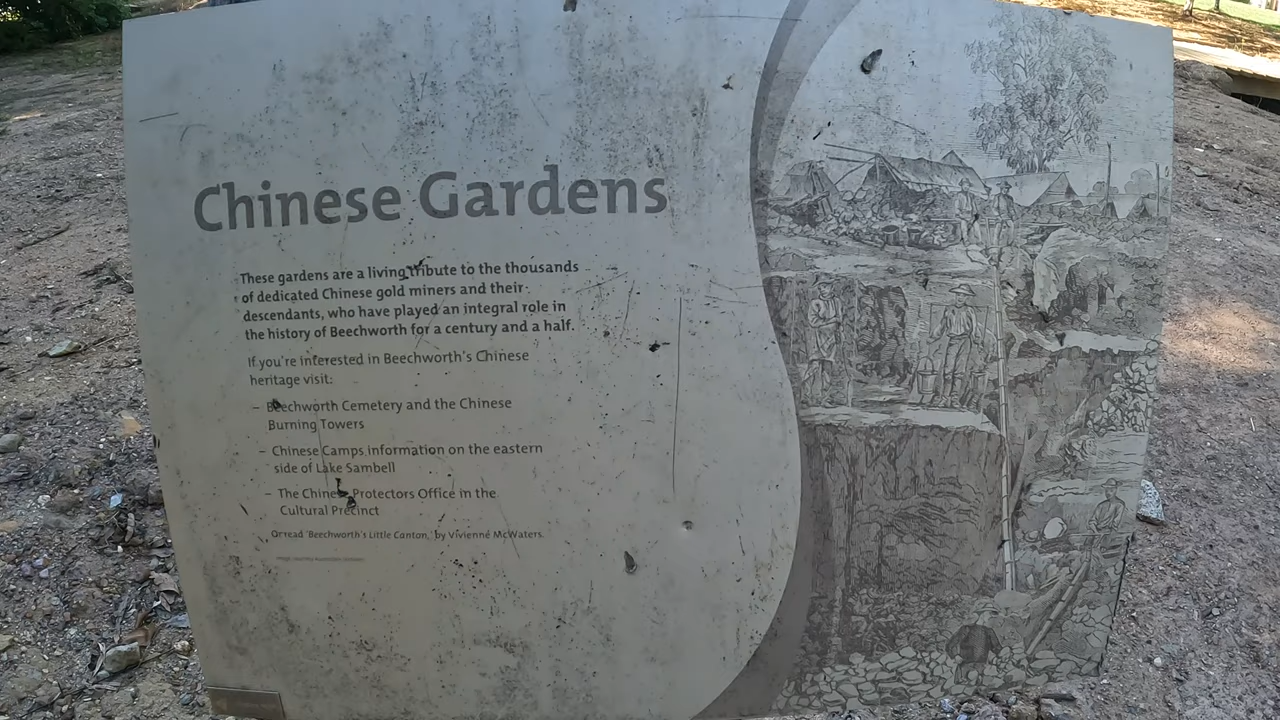 Chinese Gardens
These gardens are a living tribute to the thousands
of dedicated Chinese gold miners and their
descendants, who have played an integral role in
the history of Beechworth for a century and a half.
If you're interested in Beechworth's Chinese
heritage visit:
– Beechworth Cemetery and the Chinese
Burning Towers
– Chinese Camps information on the eastern
side of Lake Sambell
– The Chinese Protectors Office in the
Cultural Precinct
Or read 'Beechworth's Little Canton,' by Vivienne McWaters.